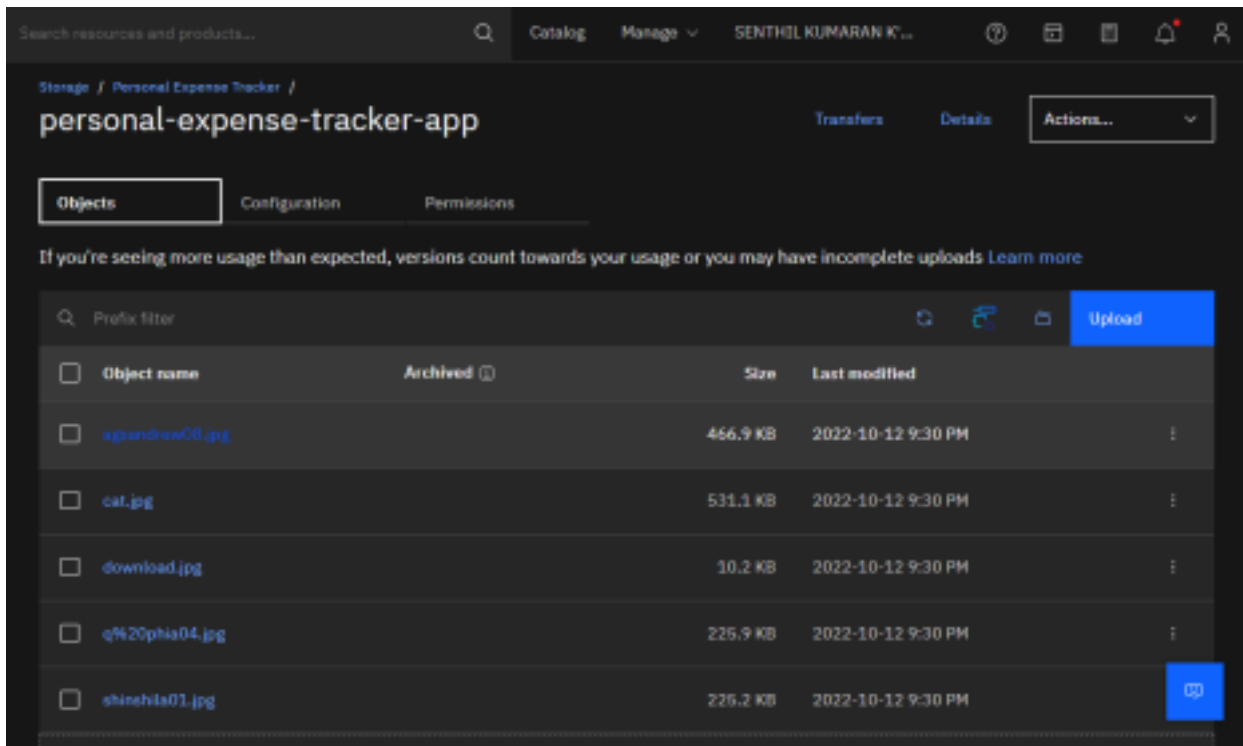 Search resources and products... Catalog Manage SENTHIL KUMARAN K'...
Storage / Personal Expense Tracker /
personal-expense-tracker-app
Transfers Details Actions...
Objects Configuration Permissions
If you're seeing more usage than expected, versions count towards your usage or you may have incomplete uploads Learn more
Prefix filter Upload
Object name Archived Size Last modified
466.9 KB 2022-10-12 9:30 PM
cat.jpg 531.1 KB 2022-10-12 9:30 PM
download.jpg 10.2 KB 2022-10-12 9:30 PM
q%20phia04.jpg 225.9 KB 2022-10-12 9:30 PM
shinshila01.jpg 225.2 KB 2022-10-12 9:30 PM